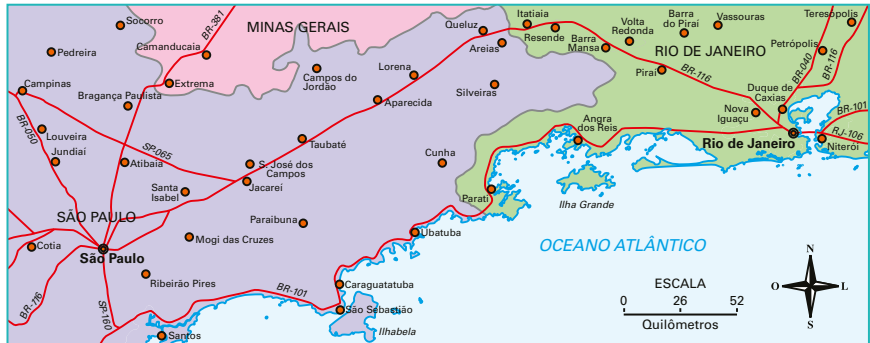 Socorro
MINAS GERAIS
Queluz
Itatiaia
Volta
Redonda
Barra
do Piraí
Vassouras
Teresópolis
Pedreira
Camanducaia
BR-381
Areias
Resende
Barra
Mansa
RIO DE JANEIRO
Petrópolis
Campinas
Extrema
Campos do
Jordão
Lorena
Silveiras
Piraí
BR-116
BR-040
BR-116
Bragança Paulista
Aparecida
Duque de
Caxias
BR-050
Louveira
SP-065
Angra
dos Reis
Nova
Iguaçu
BR-101
Jundiaí
Atibaia
Taubaté
Cunha
Rio de Janeiro
RJ-106
Niterói
S. José dos
Campos
Jacareí
Santa
Isabel
Parati
Ilha Grande
SÃO PAULO
Paraibuna
Cotia
São Paulo
Mogi das Cruzes
Ubatuba
OCEANO ATLÂNTICO
N
Ribeirão Pires
BR-101
Caraguatatuba
ESCALA
O
L
BR-116
SP-160
São Sebastião
0
26
52
S
Santos
Ilhabela
Quilômetros